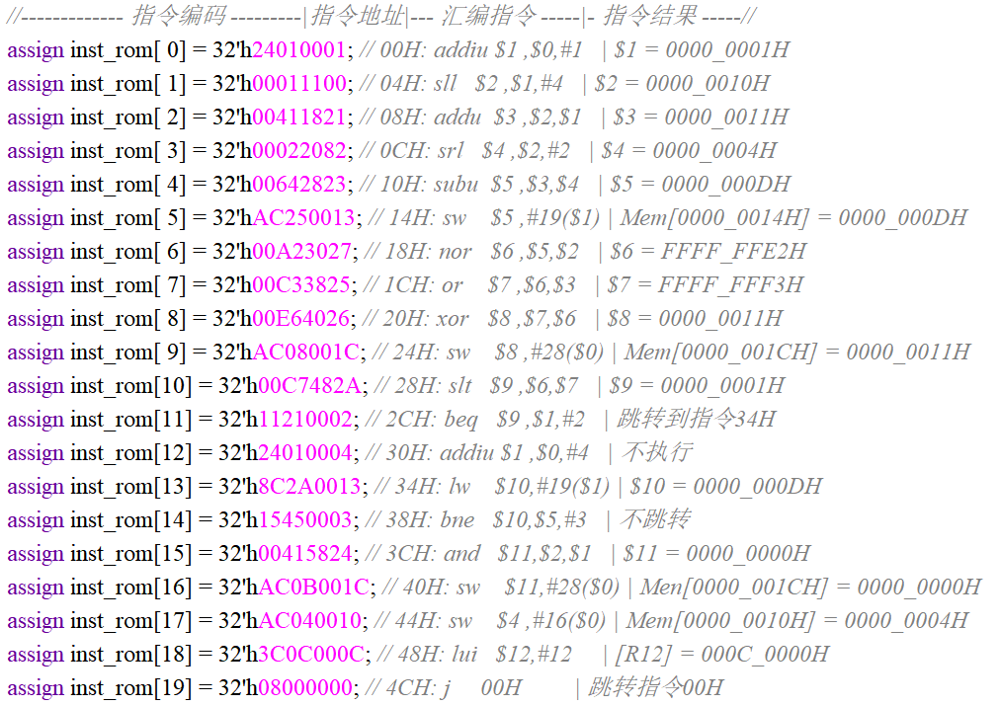 //------------- 指令编码 ---------|指令地址|--- 汇编指令 -----|- 指令结果 -----//
assign inst_rom[ 0] = 32'h24010001; // 00H: addiu $1 ,$0,#1 | $1 = 0000_0001H
assign inst_rom[ 1] = 32'h00011100; // 04H: sll $2 ,$1,#4 | $2 = 0000_0010H
assign inst_rom[ 2] = 32'h00411821; // 08H: addu $3 ,$2,$1 | $3 = 0000_0011H
assign inst_rom[ 3] = 32'h00022082; // 0CH: srl $4 ,$2,#2 | $4 = 0000_0004H
assign inst_rom[ 4] = 32'h00642823; // 10H: subu $5 ,$3,$4 | $5 = 0000_000DH
assign inst_rom[ 5] = 32'hAC250013; // 14H: sw $5 ,#19($1) | Mem[0000_0014H] = 0000_000DH
assign inst_rom[ 6] = 32'h00A23027; // 18H: nor $6 ,$5,$2 | $6 = FFFF_FFE2H
assign inst_rom[ 7] = 32'h00C33825; // 1CH: or $7 ,$6,$3 | $7 = FFFF_FFF3H
assign inst_rom[ 8] = 32'h00E64026; // 20H: xor $8 ,$7,$6 | $8 = 0000_0011H
assign inst_rom[ 9] = 32'hAC08001C; // 24H: sw $8 ,#28($0) | Mem[0000_001CH] = 0000_0011H
assign inst_rom[10] = 32'h00C7482A; // 28H: slt $9 ,$6,$7 | $9 = 0000_0001H
assign inst_rom[11] = 32'h11210002; // 2CH: beq $9 ,$1,#2 | 跳转到指令34H
assign inst_rom[12] = 32'h24010004; // 30H: addiu $1 ,$0,#4 | 不执行
assign inst_rom[13] = 32'h8C2A0013; // 34H: lw $10,#19($1) | $10 = 0000_000DH
assign inst_rom[14] = 32'h15450003; // 38H: bne $10,$5,#3 | 不跳转
assign inst_rom[15] = 32'h00415824; // 3CH: and $11,$2,$1 | $11 = 0000_0000H
assign inst_rom[16] = 32'hAC0B001C; // 40H: sw $11,#28($0) | Men[0000_001CH] = 0000_0000H
assign inst_rom[17] = 32'hAC040010; // 44H: sw $4 ,#16($0) | Mem[0000_0010H] = 0000_0004H
assign inst_rom[18] = 32'h3C0C000C; // 48H: lui $12,#12 | [R12] = 000C_0000H
assign inst_rom[19] = 32'h08000000; // 4CH: j 00H | 跳转指令00H